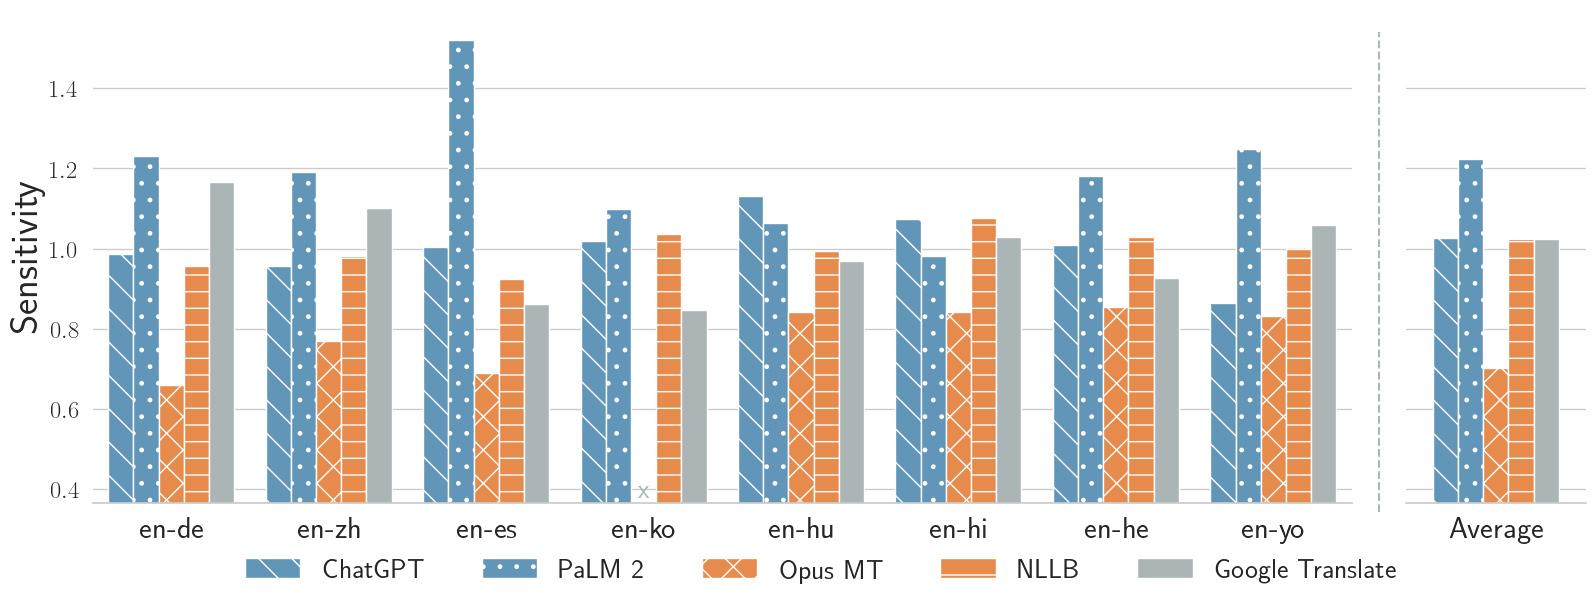 Sensitivity
1.4
1.2
1.0
0.8
0.6
0.4
x
en-de en-zh en-es en-ko en-hu en-hi en-he en-yo Average
ChatGPT PaLM 2 Opus MT NLLB Google Translate